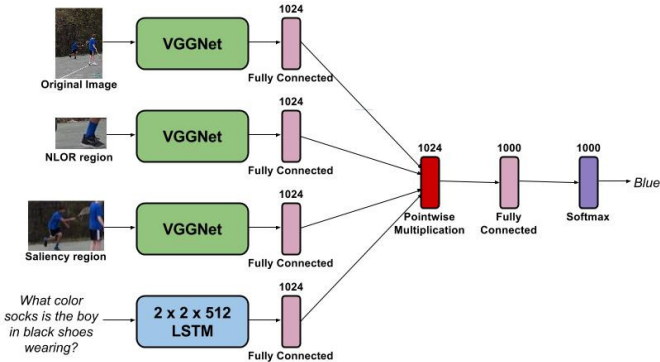 1024
VGGNet
Original Image
Fully Connected
1024
VGGNet
NLOR region
Fully Connected
1024
1000
1000
Blue
Pointwise
Multiplication
Fully
Connected
Softmax
1024
VGGNet
Saliency region
Fully Connected
What color
socks is the boy
in black shoes
wearing?
1024
2 x 2 x 512
LSTM
Fully Connected